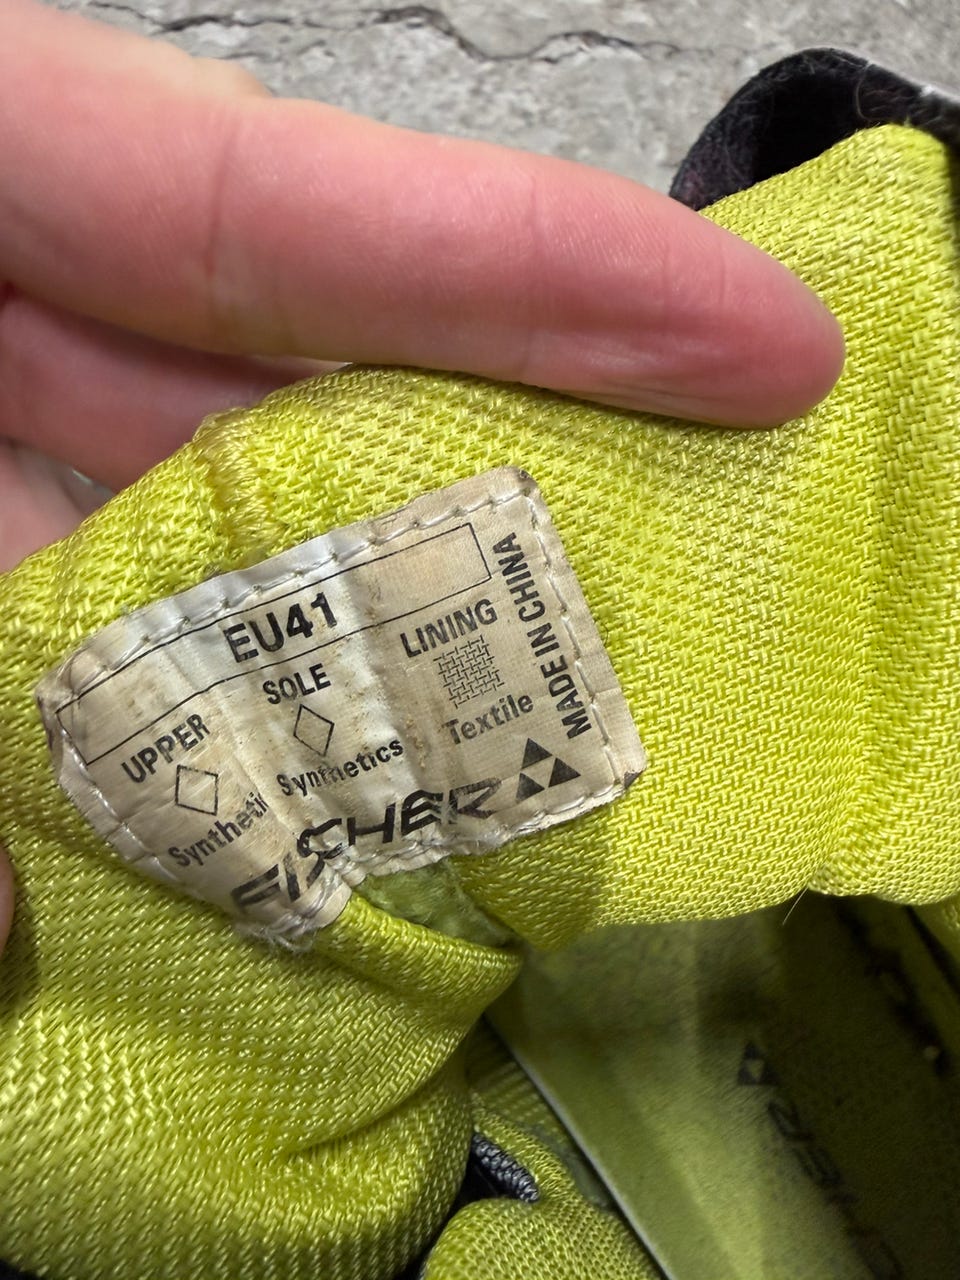 EU41
UPPER
SOLE
LINING
Synthetics
Textile
FISCHER
MADE IN CHINA